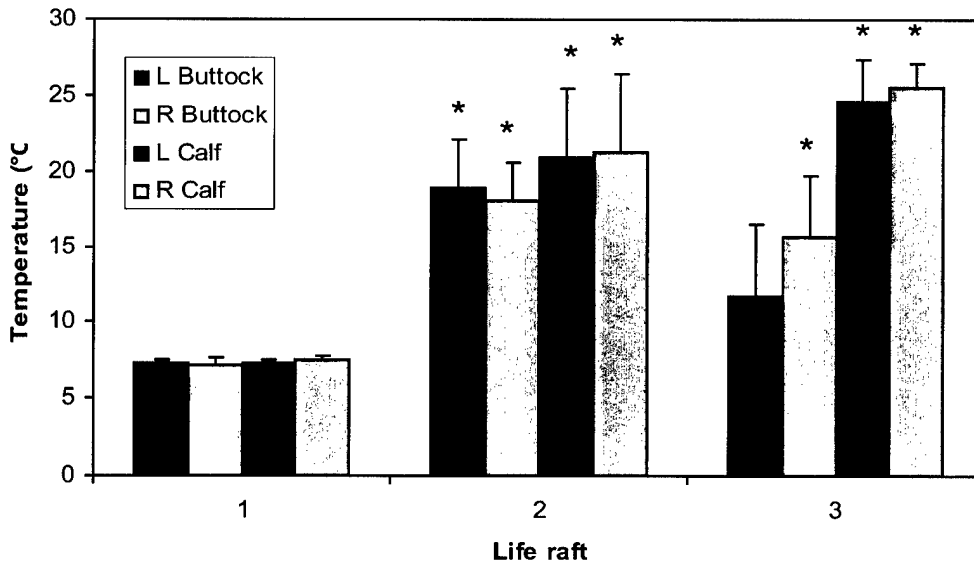 30
25
20
15
10
5
0
Temperature (°C
L Buttock
R Buttock
L Calf
R Calf
* * * * * * *
1 2 3
Life raft